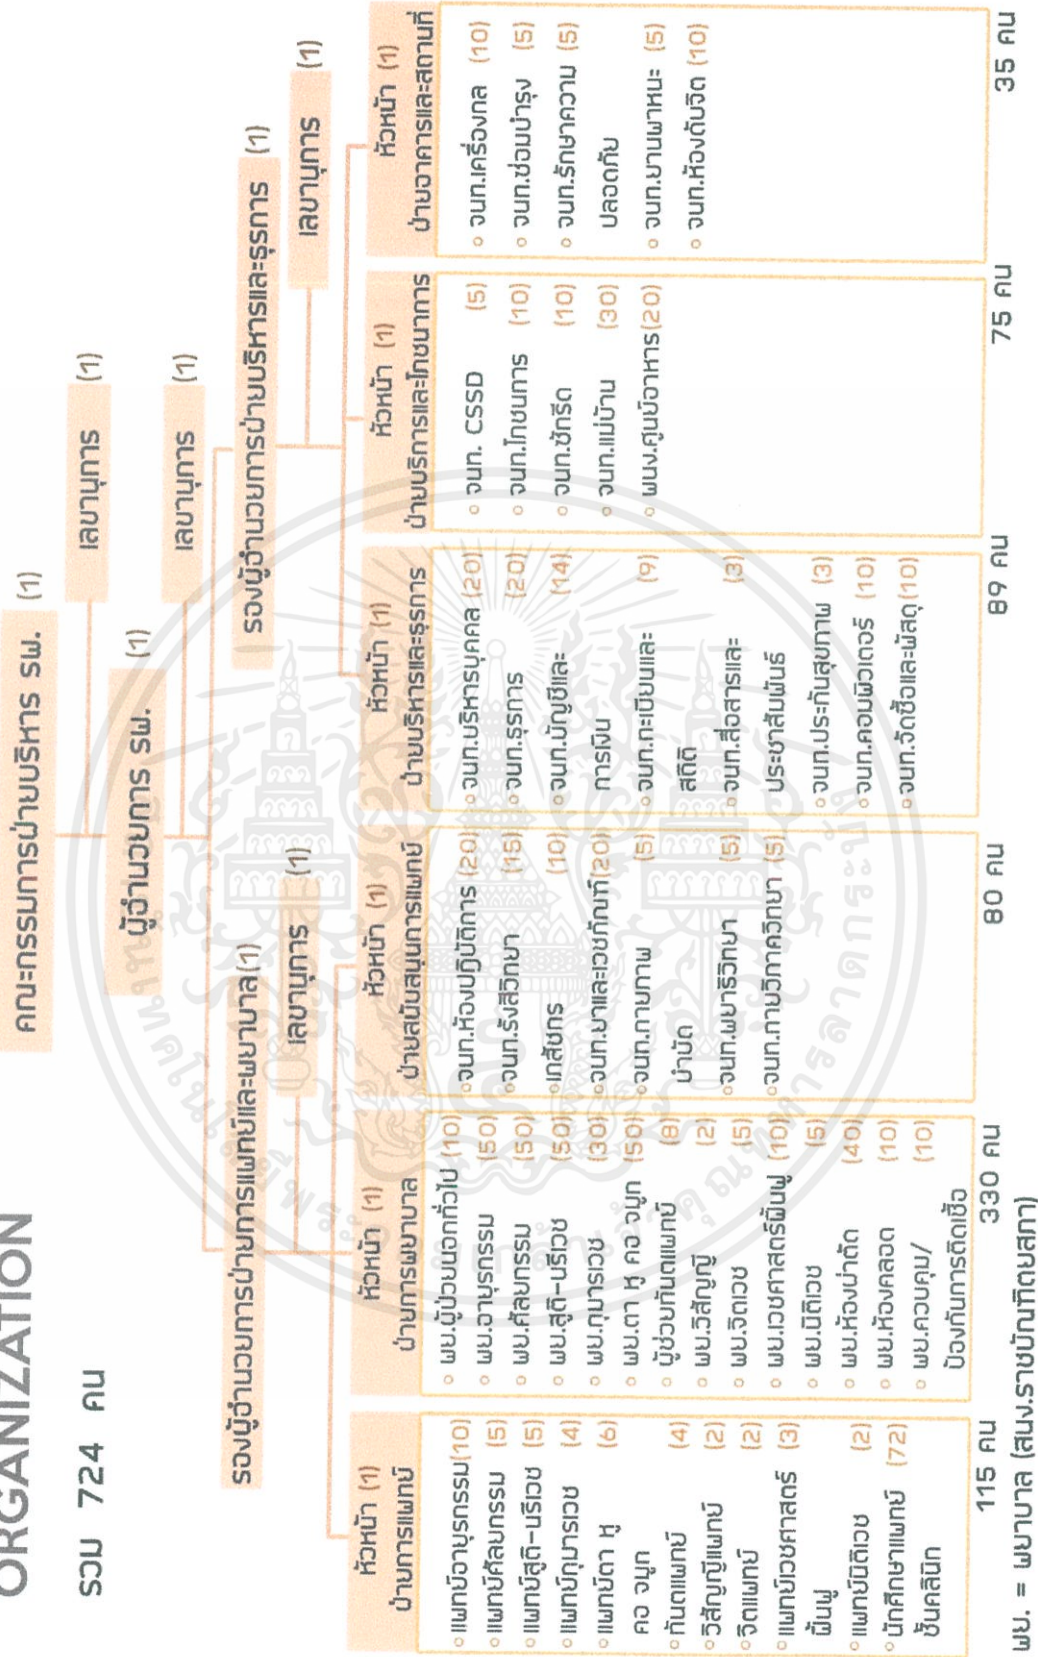 ORGANIZATION
รวม 724 คน
คณะกรรมการฝ่ายบริหาร รพ. (1)
เลขานุการ (1)
ผู้อำนวยการ รพ. (1)
เลขานุการ (1)
รองผู้อำนวยการฝ่ายการแพทย์และพยาบาล (1)
เลขานุการ (1)
รองผู้อำนวยการฝ่ายบริหารและธุรการ (1)
เลขานุการ (1)
หัวหน้า (1)
ฝ่ายการแพทย์
◦ แพทย์อายุรกรรม (10)
◦ แพทย์ศัลยกรรม (5)
◦ แพทย์สูติ-นรีเวช (5)
◦ แพทย์กุมารเวช (4)
◦ แพทย์ตา หู (6)
คอ จมูก
◦ ทันตแพทย์ (4)
◦ วิสัญญีแพทย์ (2)
◦ จิตแพทย์ (2)
◦ แพทย์เวชศาสตร์ (3)
ฟื้นฟู
◦ แพทย์นิติเวช (2)
◦ นักศึกษาแพทย์ (72)
ชั้นคลินิก
115 คน
หัวหน้า (1)
ฝ่ายการพยาบาล
◦ พย.ผู้ป่วยนอกทั่วไป (10)
◦ พย.อายุรกรรม (50)
◦ พย.ศัลยกรรม (50)
◦ พย.สูติ-นรีเวช (50)
◦ พย.กุมารเวช (30)
◦ พย.ตา หู คอ จมูก (50)
◦ ผู้ช่วยทันตแพทย์ (8)
◦ พย.วิสัญญี (2)
◦ พย.จิตเวช (5)
◦ พย.เวชศาสตร์ฟื้นฟู (10)
◦ พย.นิติเวช (5)
◦ พย.ห้องผ่าตัด (40)
◦ พย.ห้องคลอด (10)
◦ พย.ควบคุม/ (10)
ป้องกันการติดเชื้อ
330 คน
หัวหน้า (1)
ฝ่ายสนับสนุนการแพทย์
◦ จนท.ห้องปฏิบัติการ (20)
◦ จนท.รังสีวิทยา (15)
◦ เภสัชกร (10)
◦ จนท.ยาและเวชภัณฑ์ (20)
◦ จนท.กายภาพ (5)
บำบัด
◦ จนท.พยาธิวิทยา (5)
◦ จนท.กายวิภาควิทยา (5)
80 คน
หัวหน้า (1)
ฝ่ายบริหารและธุรการ
◦ จนท.บริหารบุคคล (20)
◦ จนท.ธุรการ (20)
◦ จนท.บัญชีและ (14)
การเงิน
◦ จนท.ทะเบียนและ (9)
สถิติ
◦ จนท.สื่อสารและ (3)
ประชาสัมพันธ์
◦ จนท.ประกันสุขภาพ (3)
◦ จนท.คอมพิวเตอร์ (10)
◦ จนท.จัดซื้อและพัสดุ (10)
89 คน
หัวหน้า (1)
ฝ่ายบริการและโภชนาการ
◦ จนท. CSSD (5)
◦ จนท.โภชนการ (10)
◦ จนท.ซักรีด (10)
◦ จนท.แม่บ้าน (30)
◦ พนง.ศูนย์อาหาร (20)
75 คน
หัวหน้า (1)
ฝ่ายอาคารและสถานที่
◦ จนท.เครื่องกล (10)
◦ จนท.ซ่อมบำรุง (5)
◦ จนท.รักษาความ (5)
ปลอดภัย
◦ จนท.ยานพาหนะ (5)
◦ จนท.ห้องดับจิต (10)
35 คน
พย. = พยาบาล (สนง.ราชบัณฑิตยสภา)